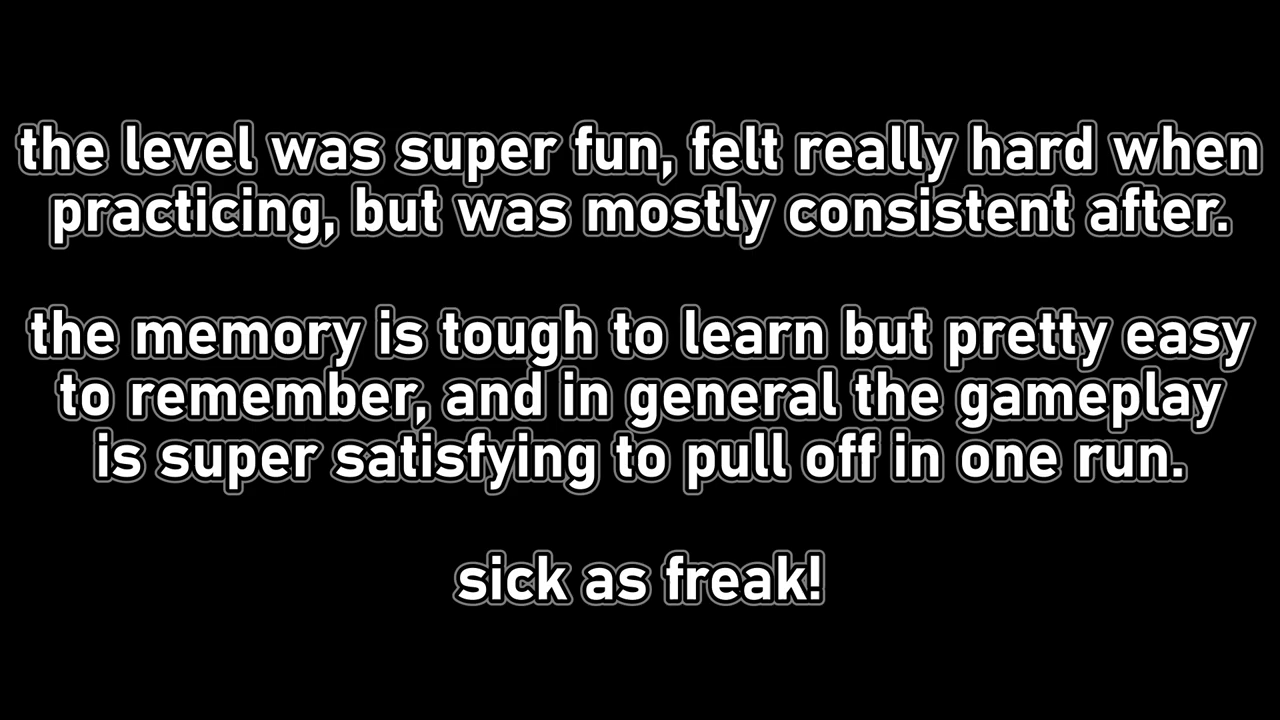 the level was super fun, felt really hard when
practicing, but was mostly consistent after.
the memory is tough to learn but pretty easy
to remember, and in general the gameplay
is super satisfying to pull off in one run.
sick as freak!